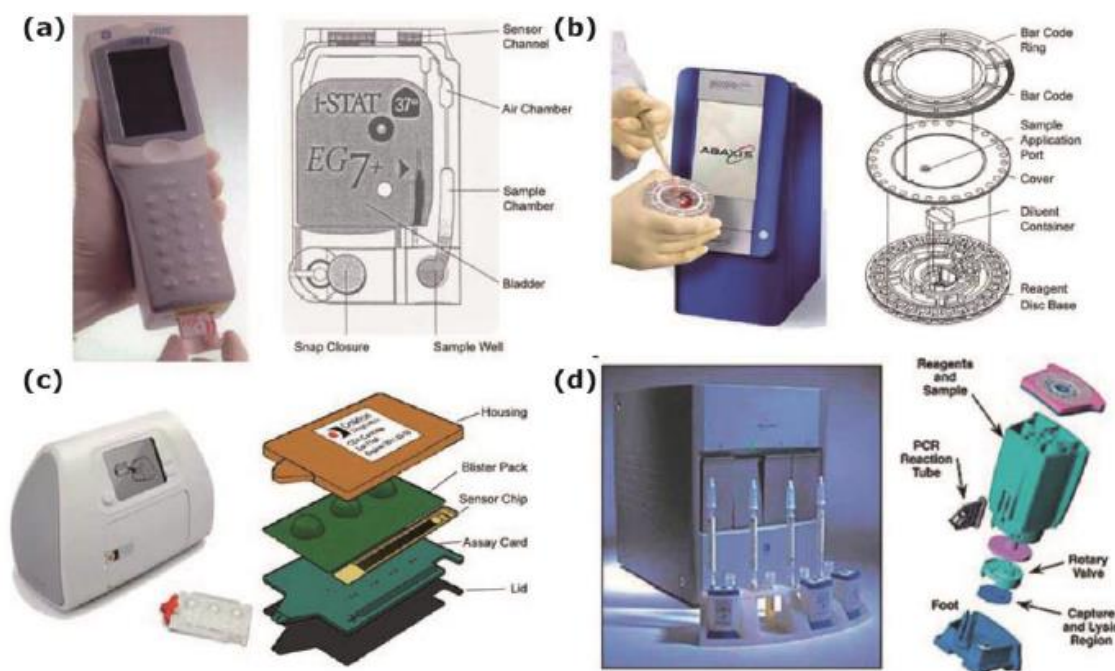 (a)
Sensor
Channel
i-STAT
37°
Air Chamber
EG7+
Sample
Chamber
Bladder
Snap Closure
Sample Well
(b)
ABAXIS
Bar Code
Ring
Bar Code
Sample
Application
Port
Cover
Diluent
Container
Reagent
Disc Base
(c)
Housing
Blister Pack
Sensor Chip
Assay Card
Lid
(d)
Reagents
and
Sample
PCR
Reaction
Tube
Rotary
Valve
Foot
Capture
and Lysis
Region